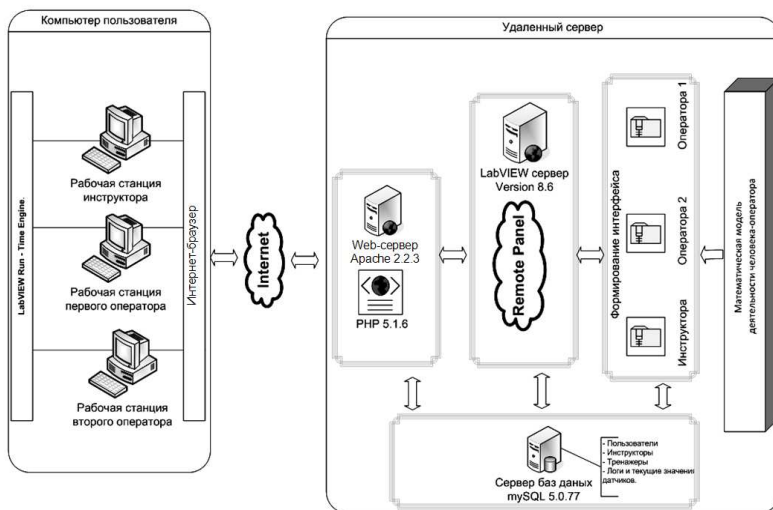 Компьютер пользователя
LabVIEW Run - Time Engine.
Рабочая станция
инструктора
Рабочая станция
первого оператора
Рабочая станция
второго оператора
Интернет-браузер
Internet
Удаленный сервер
Web-сервер
Apache 2.2.3
PHP 5.1.6
LabVIEW сервер
Version 8.6
Remote Panel
Формирование интерфейса
Оператора 1
Оператора 2
Инструктора
Математическая модель
деятельности человека-оператора
Сервер баз даных
mySQL 5.0.77
- Пользователи
- Инструкторы
- Тренажеры
- Логи и текущие значения
датчиков.